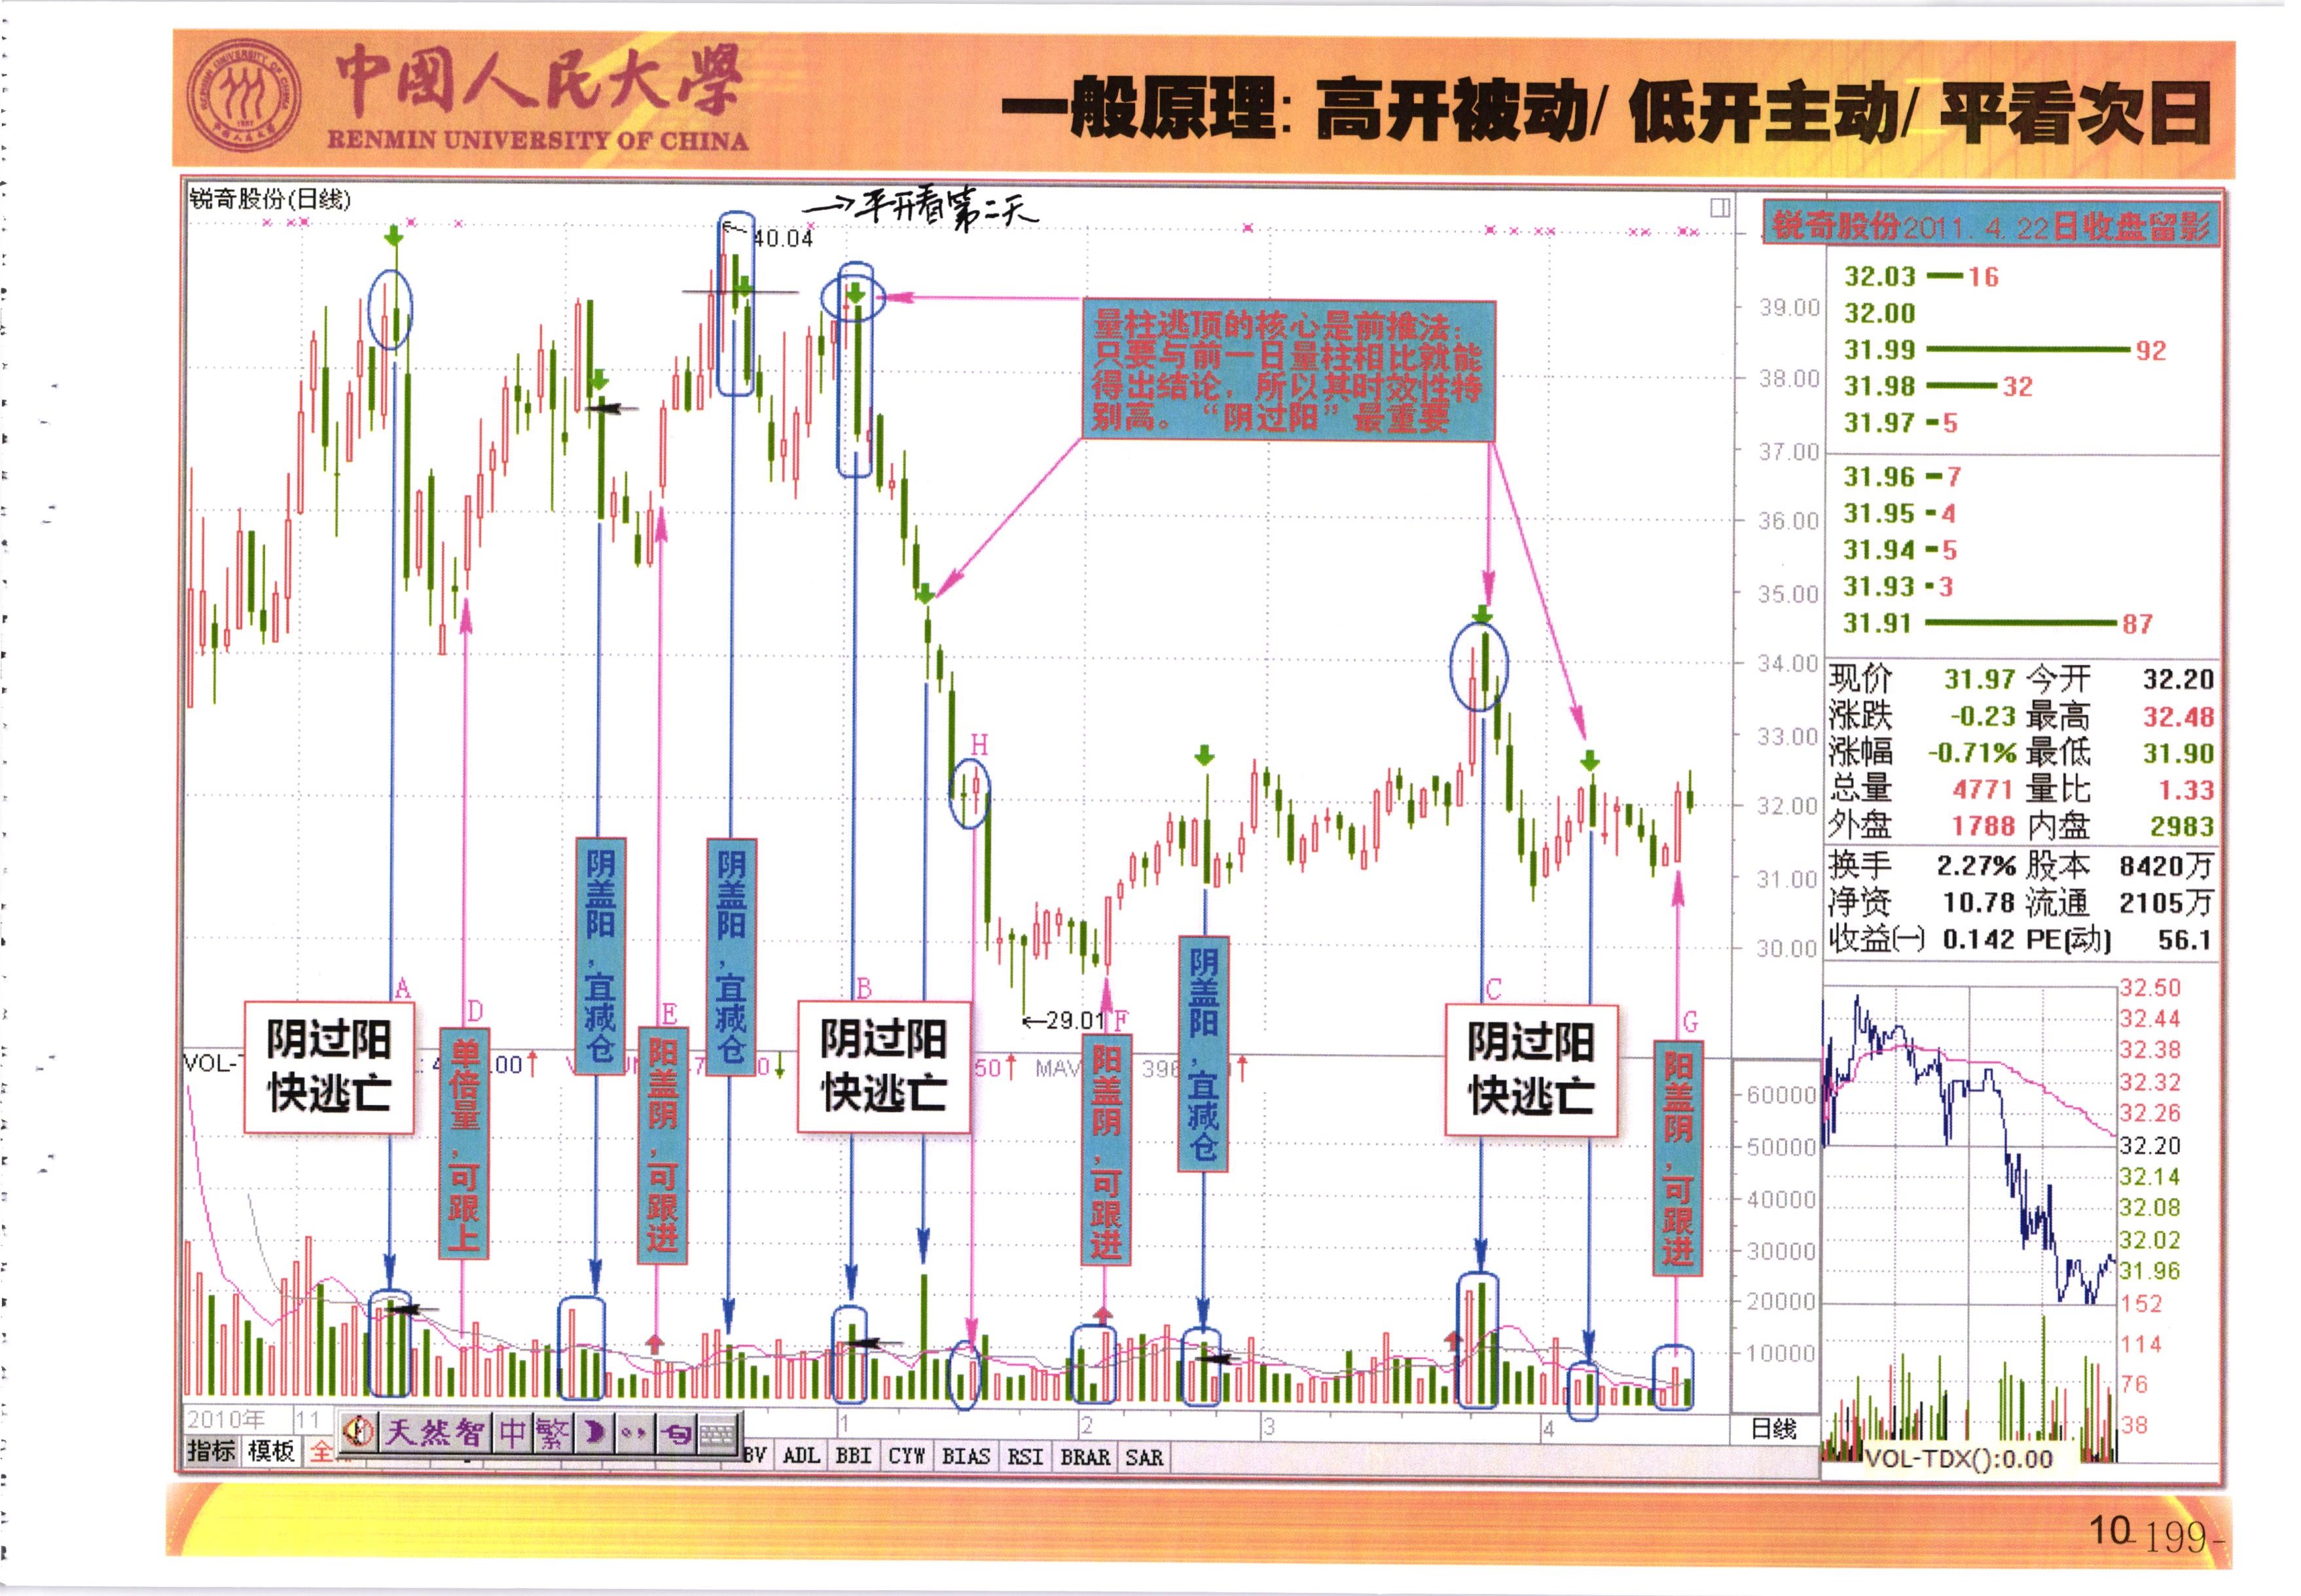 中國人民大學
RENMIN UNIVERSITY OF CHINA
一般原理: 高开被动/ 低开主动/ 平看次日
锐奇股份(日线)
→平开看第二天
40.04
量柱逃顶的核心是前推法：
只要与前一日量柱相比就能
得出结论，所以其时效性特
别高。“阴过阳”最重要
H
29.01
39.00
38.00
37.00
36.00
35.00
34.00
33.00
32.00
31.00
30.00
A
阴过阳
快逃亡
D
单倍量，可跟上
阴盖阳，宜减仓
E
阳盖阴，可跟进
阴盖阳，宜减仓
B
阴过阳
快逃亡
F
阳盖阴，可跟进
阴盖阳，宜减仓
C
阴过阳
快逃亡
G
阳盖阴，可跟进
VOL-
.00↑
50↑ MAV 396
60000
50000
40000
30000
20000
10000
2010年 11 1 2 3 4 日线
天然智 中 繁
指标 模板 全 BV ADL BBI CYW BIAS RSI BRAR SAR
锐奇股份2011.4.22日收盘留影
32.03 16
32.00
31.99 92
31.98 32
31.97 5
31.96 7
31.95 4
31.94 5
31.93 3
31.91 87
现价 31.97 今开 32.20
涨跌 -0.23 最高 32.48
涨幅 -0.71% 最低 31.90
总量 4771 量比 1.33
外盘 1788 内盘 2983
换手 2.27% 股本 8420万
净资 10.78 流通 2105万
收益(一) 0.142 PE(动) 56.1
32.50
32.44
32.38
32.32
32.26
32.20
32.14
32.08
32.02
31.96
152
114
76
38
VOL-TDX():0.00
10
-199-